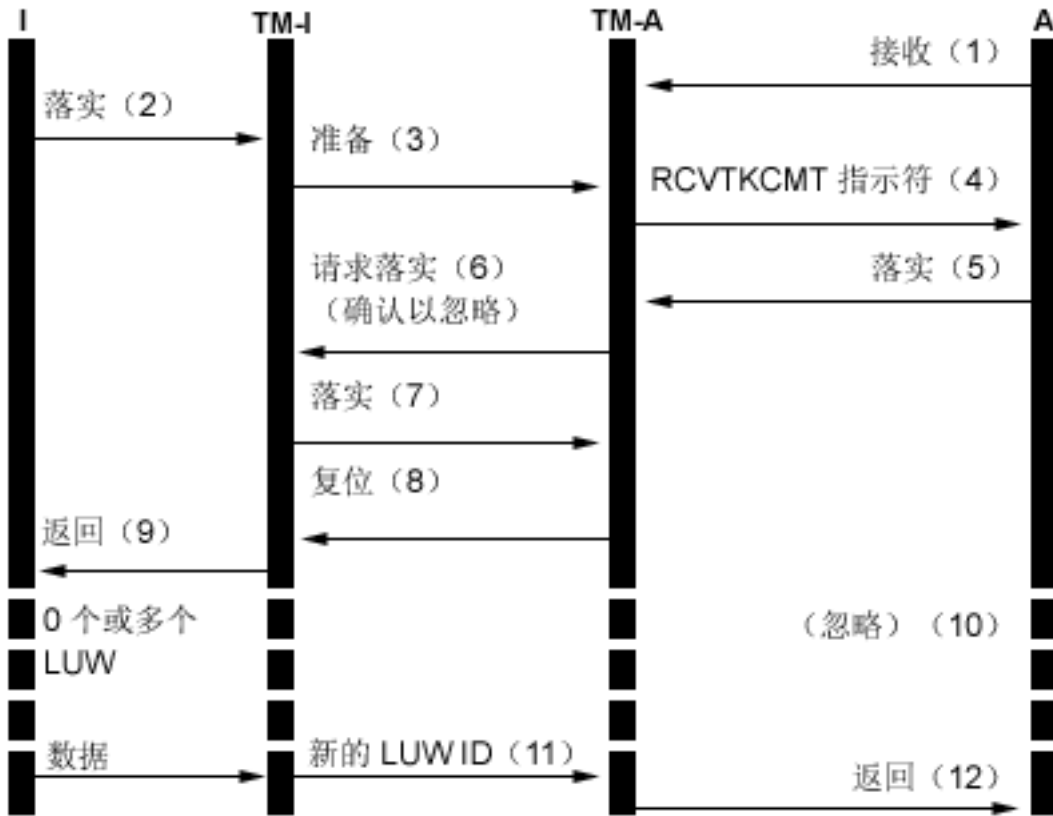 I TM-I TM-A A
接收（1）
落实（2）
准备（3）
RCVTKCMT 指示符（4）
请求落实（6）
（确认以忽略）
落实（5）
落实（7）
复位（8）
返回（9）
0 个或多个
LUW
（忽略）（10）
数据
新的 LUW ID（11）
返回（12）